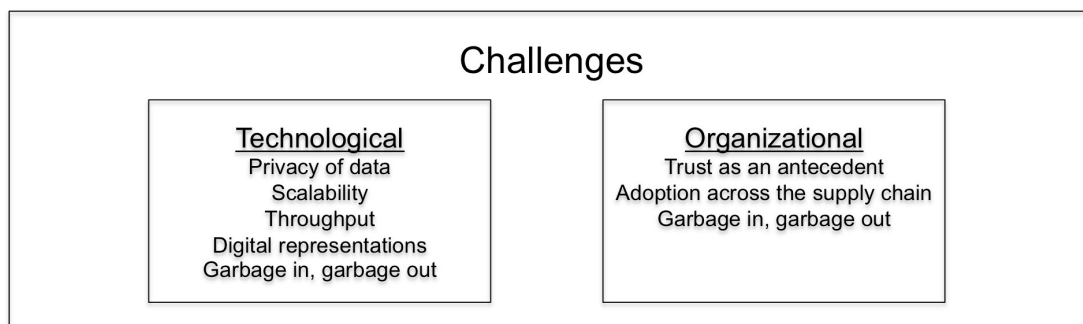 Challenges
Technological
Privacy of data
Scalability
Throughput
Digital representations
Garbage in, garbage out
Organizational
Trust as an antecedent
Adoption across the supply chain
Garbage in, garbage out